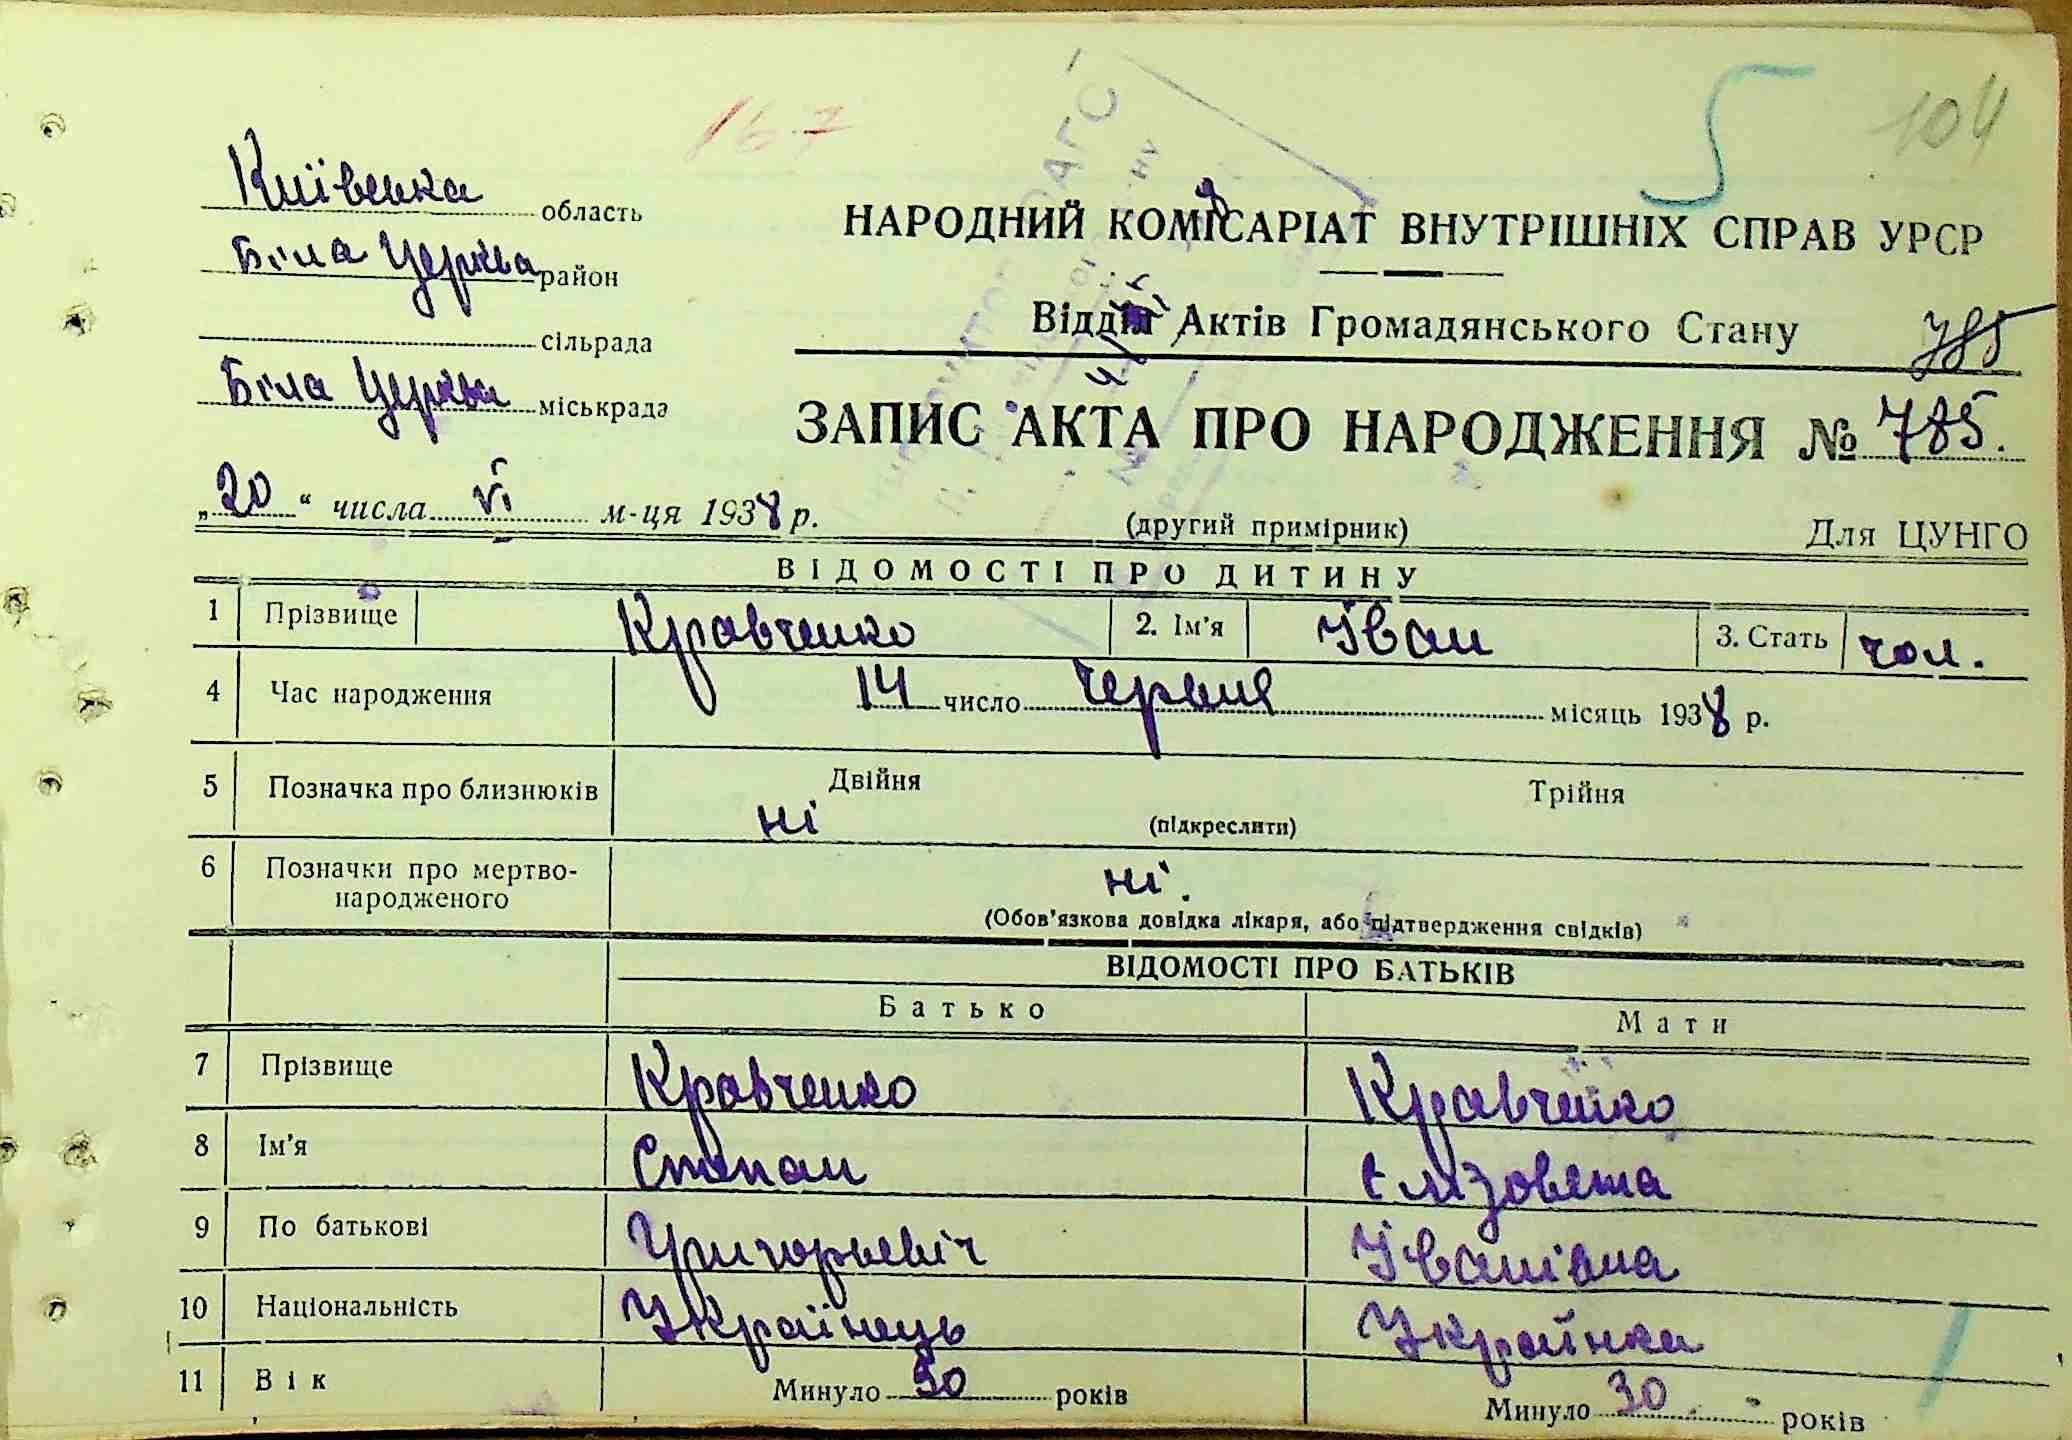 167
5
104
Київська область
Біла Церква район
сільрада
Біла Церква міськрада
НАРОДНИЙ КОМІСАРІАТ ВНУТРІШНІХ СПРАВ УРСР
Відділ Актів Громадянського Стану
785
ЗАПИС АКТА ПРО НАРОДЖЕННЯ № 785.
„20“ числа VI м-ця 1938 р.
(другий примірник)
Для ЦУНГО
ВІДОМОСТІ ПРО ДИТИНУ
1 Прізвище Кравченко 2. Ім'я Іван 3. Стать чол.
4 Час народження 14 число червня місяць 1938 р.
5 Позначка про близнюків Двійня Трійня
ні (підкреслити)
6 Позначки про мертво-
народженого ні.
(Обов'язкова довідка лікаря, або підтвердження свідків)
ВІДОМОСТІ ПРО БАТЬКІВ
Батько Мати
7 Прізвище Кравченко Кравченко
8 Ім'я Степан Єлізовета
9 По батькові Григорьевіч Іванівна
10 Національність Українець Українка
11 Вік Минуло 30 років Минуло 30 років